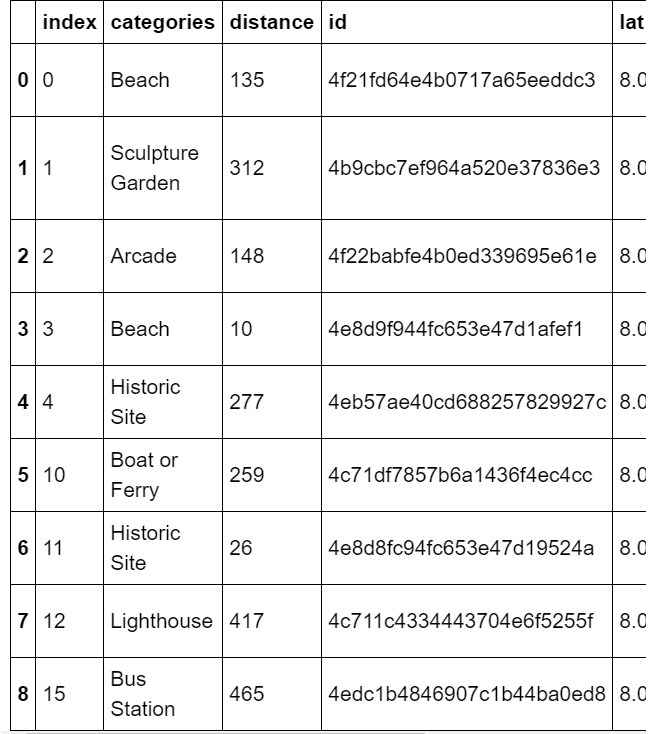 index categories distance id lat
0 0 Beach 135 4f21fd64e4b0717a65eeddc3 8.0
1 1 Sculpture Garden 312 4b9cbc7ef964a520e37836e3 8.0
2 2 Arcade 148 4f22babfe4b0ed339695e61e 8.0
3 3 Beach 10 4e8d9f944fc653e47d1afef1 8.0
4 4 Historic Site 277 4eb57ae40cd688257829927c 8.0
5 10 Boat or Ferry 259 4c71df7857b6a1436f4ec4cc 8.0
6 11 Historic Site 26 4e8d8fc94fc653e47d19524a 8.0
7 12 Lighthouse 417 4c711c4334443704e6f5255f 8.0
8 15 Bus Station 465 4edc1b4846907c1b44ba0ed8 8.0